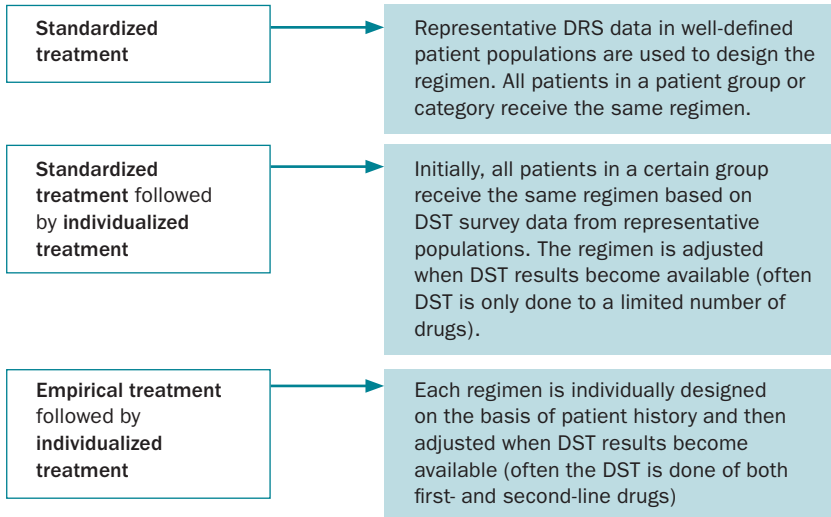 Standardized
treatment
Representative DRS data in well-defined
patient populations are used to design the
regimen. All patients in a patient group or
category receive the same regimen.
Standardized
treatment followed
by individualized
treatment
Initially, all patients in a certain group
receive the same regimen based on
DST survey data from representative
populations. The regimen is adjusted
when DST results become available (often
DST is only done to a limited number of
drugs).
Empirical treatment
followed by
individualized
treatment
Each regimen is individually designed
on the basis of patient history and then
adjusted when DST results become
available (often the DST is done of both
first- and second-line drugs)